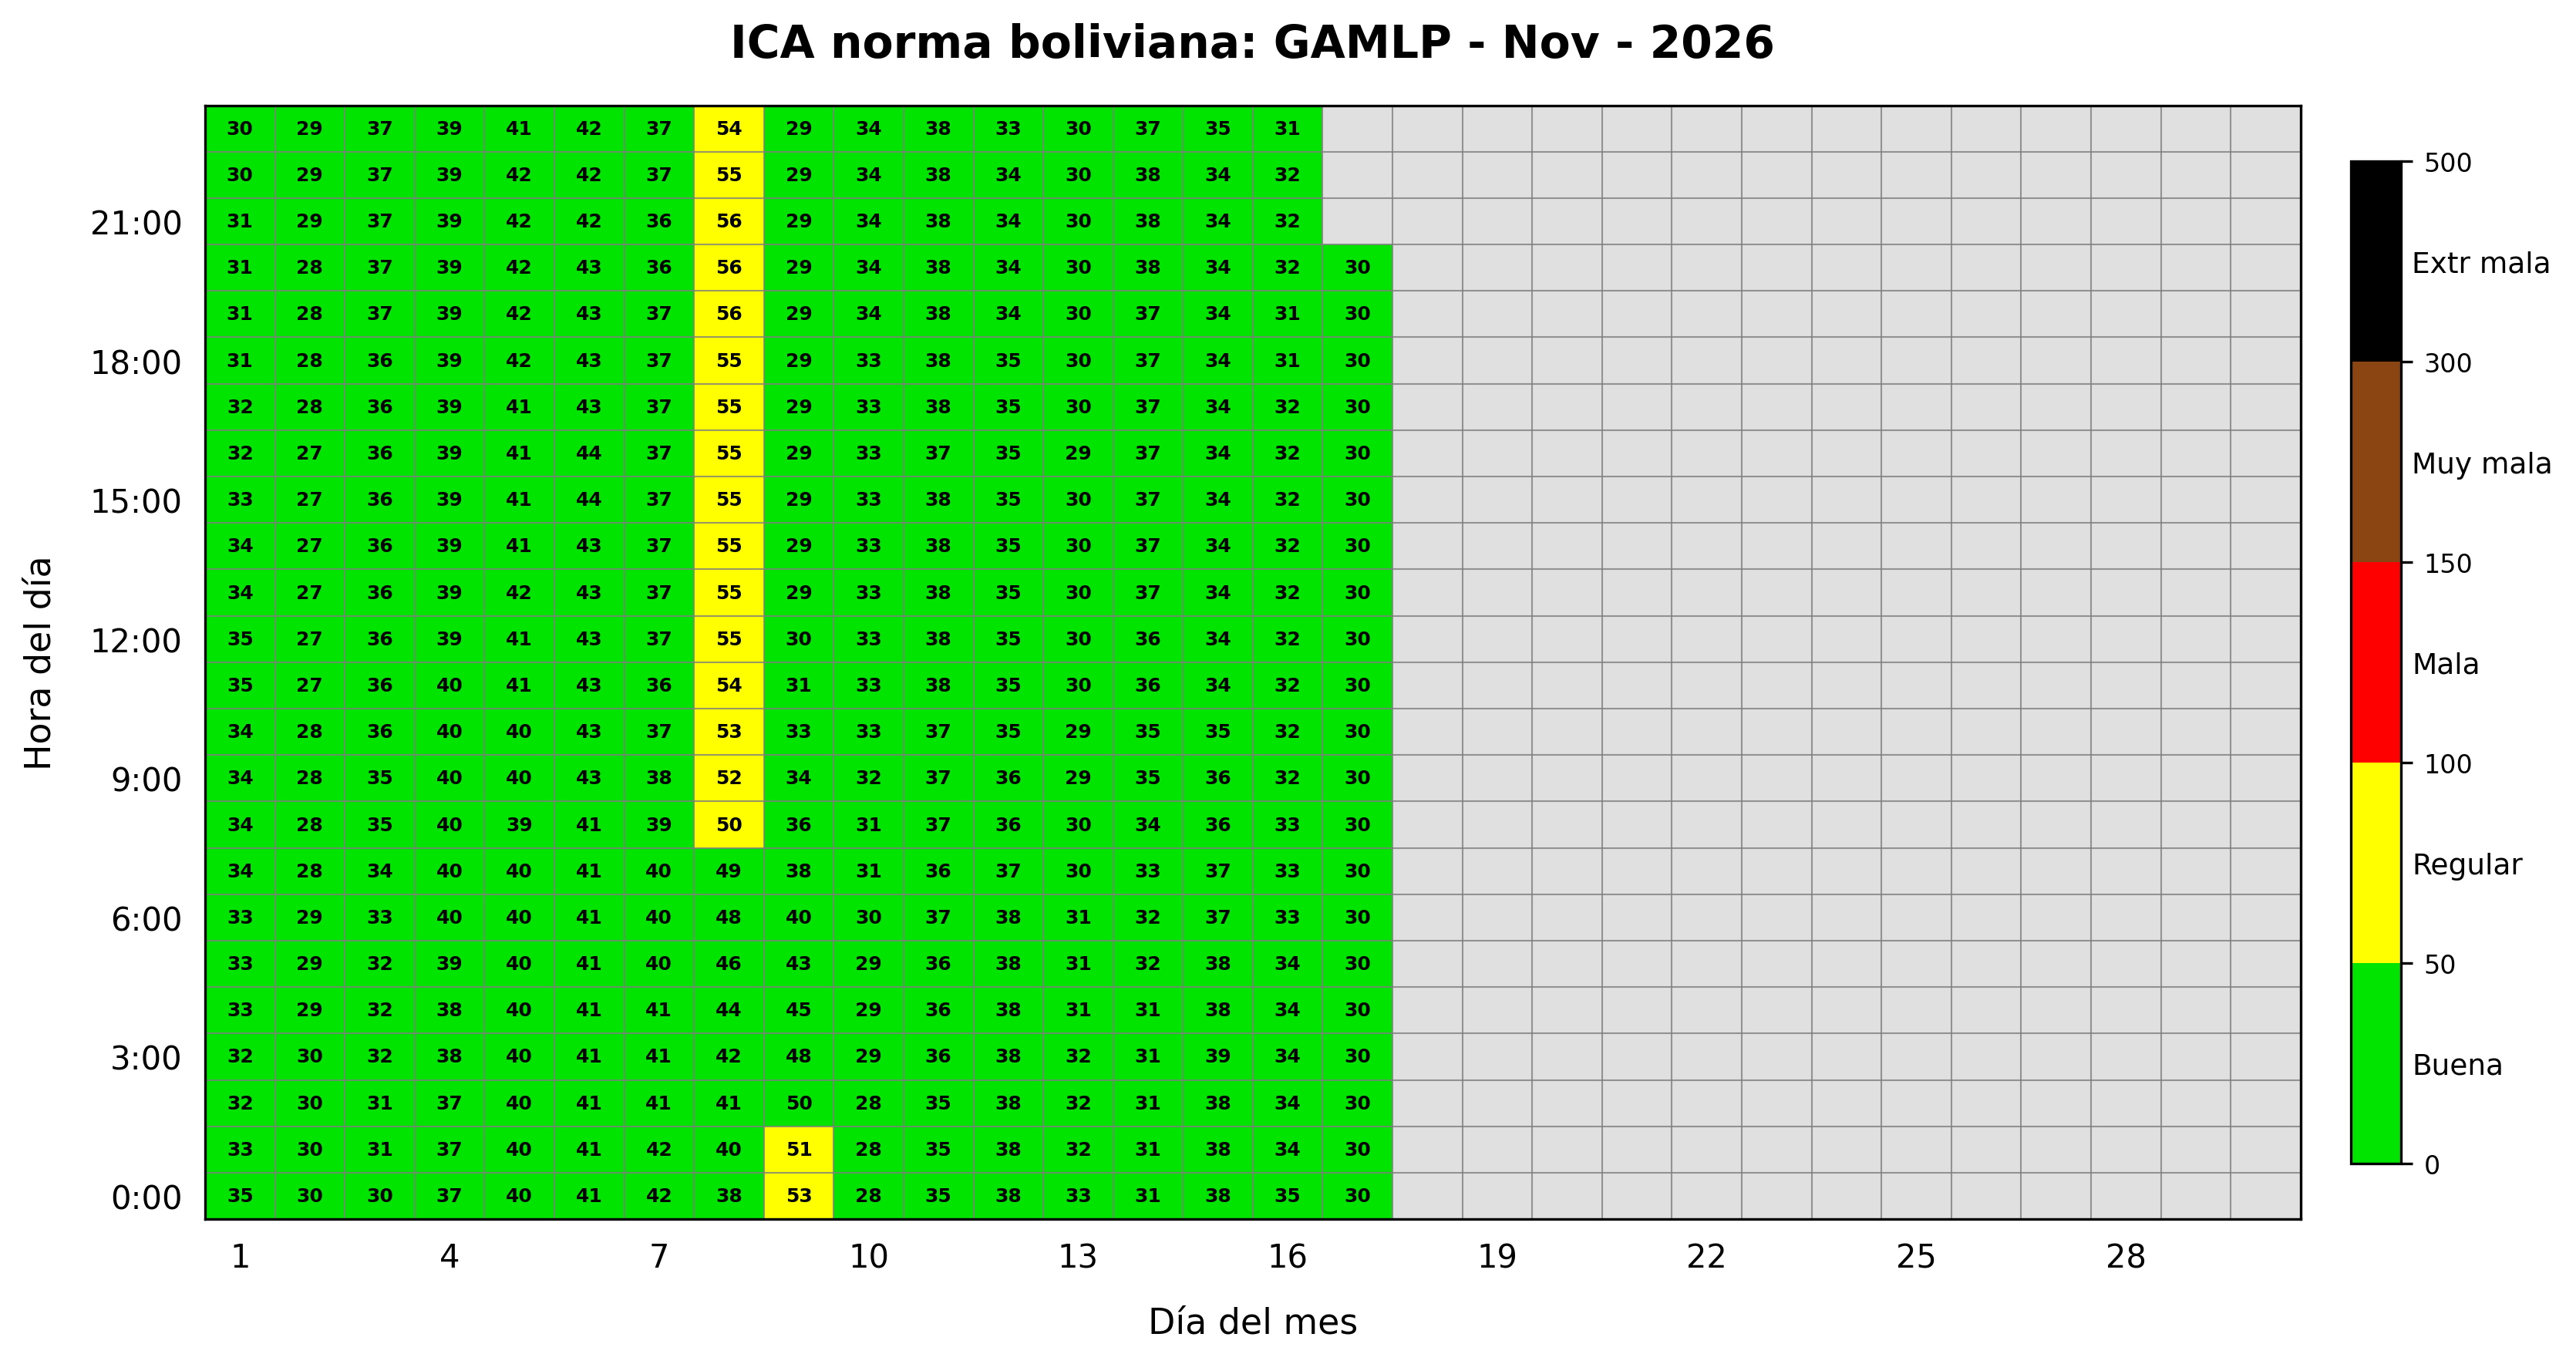 ICA norma boliviana: GAMLP - Nov - 2026
30 29 37 39 41 42 37 54 29 34 38 33 30 37 35 31
30 29 37 39 42 42 37 55 29 34 38 34 30 38 34 32
21:00 31 29 37 39 42 42 36 56 29 34 38 34 30 38 34 32
31 28 37 39 42 43 36 56 29 34 38 34 30 38 34 32 30
31 28 37 39 42 43 37 56 29 34 38 34 30 37 34 31 30
18:00 31 28 36 39 42 43 37 55 29 33 38 35 30 37 34 31 30
32 28 36 39 41 43 37 55 29 33 38 35 30 37 34 32 30
32 27 36 39 41 44 37 55 29 33 37 35 29 37 34 32 30
15:00 33 27 36 39 41 44 37 55 29 33 38 35 30 37 34 32 30
34 27 36 39 41 43 37 55 29 33 38 35 30 37 34 32 30
34 27 36 39 42 43 37 55 29 33 38 35 30 37 34 32 30
12:00 35 27 36 39 41 43 37 55 30 33 38 35 30 36 34 32 30
35 27 36 40 41 43 36 54 31 33 38 35 30 36 34 32 30
34 28 36 40 40 43 37 53 33 33 37 35 29 35 35 32 30
9:00 34 28 35 40 40 43 38 52 34 32 37 36 29 35 36 32 30
34 28 35 40 39 41 39 50 36 31 37 36 30 34 36 33 30
34 28 34 40 40 41 40 49 38 31 36 37 30 33 37 33 30
6:00 33 29 33 40 40 41 40 48 40 30 37 38 31 32 37 33 30
33 29 32 39 40 41 40 46 43 29 36 38 31 32 38 34 30
33 29 32 38 40 41 41 44 45 29 36 38 31 31 38 34 30
3:00 32 30 32 38 40 41 41 42 48 29 36 38 32 31 39 34 30
32 30 31 37 40 41 41 41 50 28 35 38 32 31 38 34 30
33 30 31 37 40 41 42 40 51 28 35 38 32 31 38 34 30
0:00 35 30 30 37 40 41 42 38 53 28 35 38 33 31 38 35 30
1 4 7 10 13 16 19 22 25 28
Día del mes
Hora del día
500
Extr mala
300
Muy mala
150
Mala
100
Regular
50
Buena
0